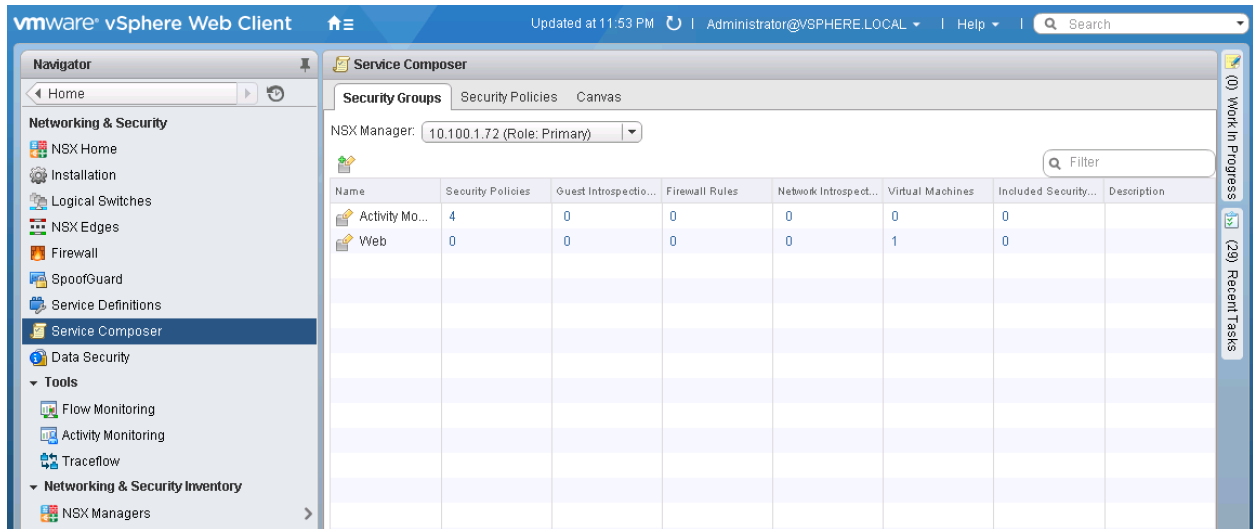 vmware® vSphere Web Client
Updated at 11:53 PM | Administrator@VSPHERE.LOCAL | Help | Search
Navigator
Home
Networking & Security
NSX Home
Installation
Logical Switches
NSX Edges
Firewall
SpoofGuard
Service Definitions
Service Composer
Data Security
Tools
Flow Monitoring
Activity Monitoring
Traceflow
Networking & Security Inventory
NSX Managers
Service Composer
Security Groups Security Policies Canvas
NSX Manager: 10.100.1.72 (Role: Primary)
Filter
Name Security Policies Guest Introspectio... Firewall Rules Network Introspect... Virtual Machines Included Security... Description
Activity Mo... 4 0 0 0 0 0
Web 0 0 0 0 1 0
(0) Work In Progress
(29) Recent Tasks